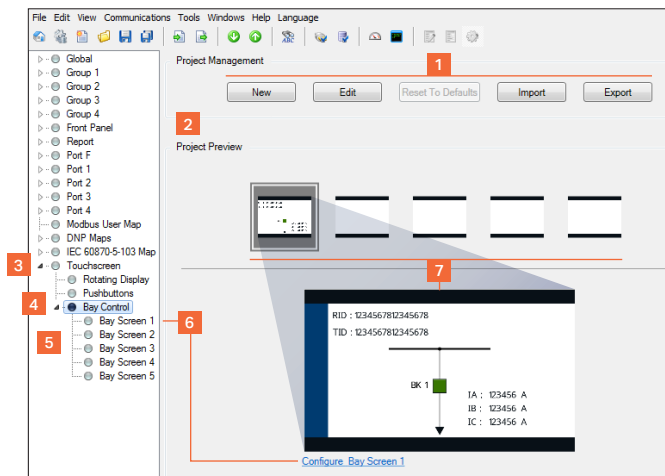 File Edit View Communications Tools Windows Help Language
Global
Group 1
Group 2
Group 3
Group 4
Front Panel
Report
Port F
Port 1
Port 2
Port 3
Port 4
Modbus User Map
DNP Maps
IEC 60870-5-103 Map
3
Touchscreen
Rotating Display
Pushbuttons
4
Bay Control
5
Bay Screen 1
Bay Screen 2
Bay Screen 3
Bay Screen 4
Bay Screen 5
6
Project Management
1
New Edit Reset To Defaults Import Export
2
Project Preview
7
RID : 1234567812345678
TID : 1234567812345678
BK 1
IA : 123456 A
IB : 123456 A
IC : 123456 A
Configure Bay Screen 1